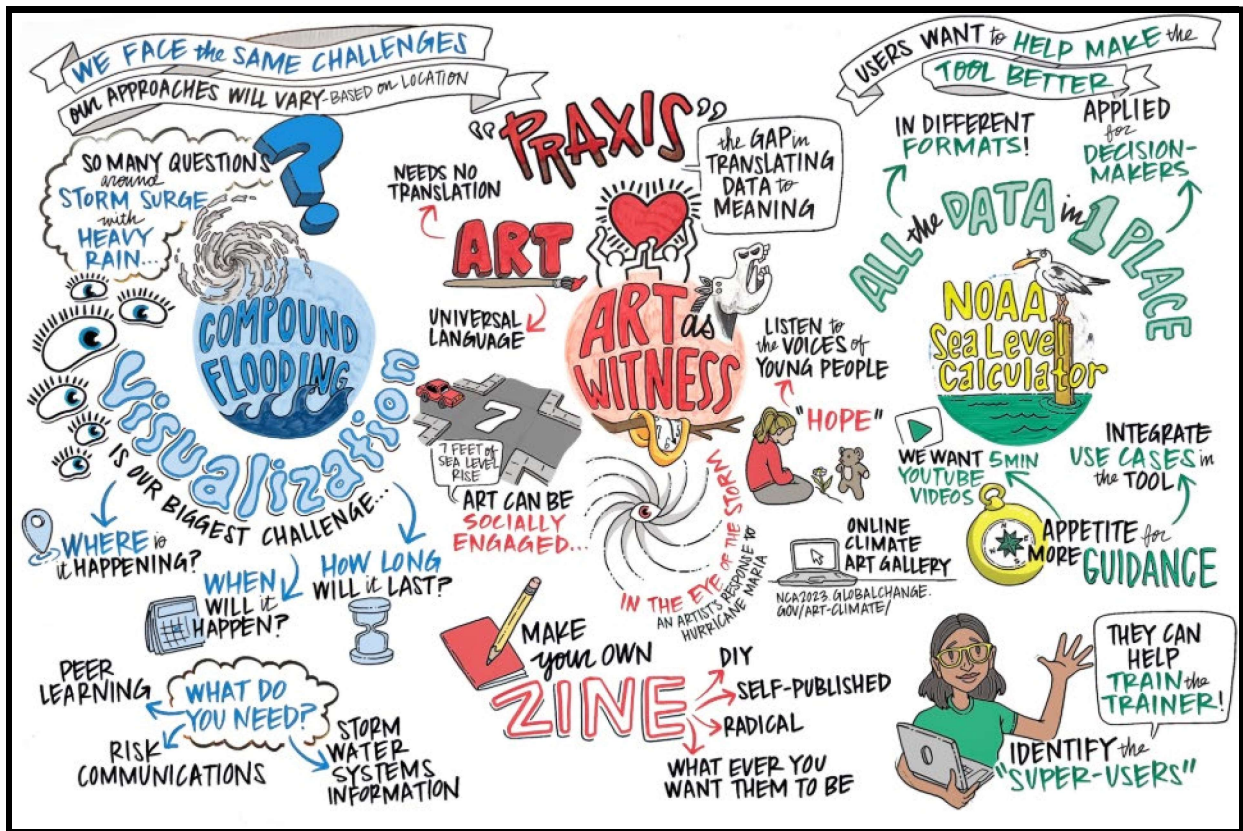 WE FACE the SAME CHALLENGES
OUR APPROACHES WILL VARY-BASED ON LOCATION
SO MANY QUESTIONS
around
STORM SURGE
with
HEAVY
RAIN...
COMPOUND
FLOODING
Visualization
IS OUR BIGGEST CHALLENGE...
WHERE is
it HAPPENING?
WHEN
WILL it
HAPPEN?
HOW LONG
WILL it LAST?
WHAT DO
YOU NEED?
PEER
LEARNING
RISK
COMMUNICATIONS
STORM
WATER
SYSTEMS
INFORMATION
"PRAXIS"
the GAP in
TRANSLATING
DATA to
MEANING
NEEDS NO
TRANSLATION
ART
UNIVERSAL
LANGUAGE
ART as
WITNESS
7
7 FEET of
SEA LEVEL
RISE
ART CAN BE
SOCIALLY
ENGAGED...
LISTEN to
the VOICES of
YOUNG PEOPLE
"HOPE"
IN THE EYE OF THE STORM
AN ARTIST'S RESPONSE to
HURRICANE MARIA
ONLINE
CLIMATE
ART GALLERY
NCA2023.GLOBALCHANGE.
GOV/ART-CLIMATE/
MAKE
your OWN
ZINE
DIY
SELF-PUBLISHED
RADICAL
WHAT EVER YOU
WANT THEM TO BE
USERS WANT to HELP MAKE the
TOOL BETTER
IN DIFFERENT
FORMATS!
APPLIED
for
DECISION-
MAKERS
ALL the DATA in 1 PLACE
NOAA
Sea Level
Calculator
WE WANT 5MIN
YOUTUBE
VIDEOS
INTEGRATE
USE CASES in
the TOOL
APPETITE for
MORE GUIDANCE
THEY CAN
HELP
TRAIN the
TRAINER!
IDENTIFY the
"SUPER-USERS"